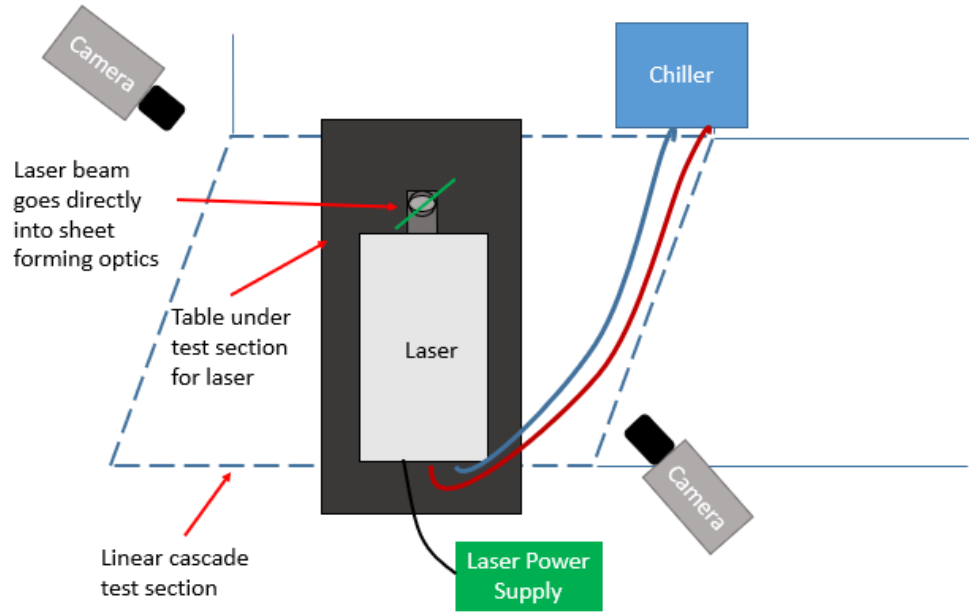 Camera
Chiller
Laser beam
goes directly
into sheet
forming optics
Table under
test section
for laser
Laser
Camera
Linear cascade
test section
Laser Power
Supply